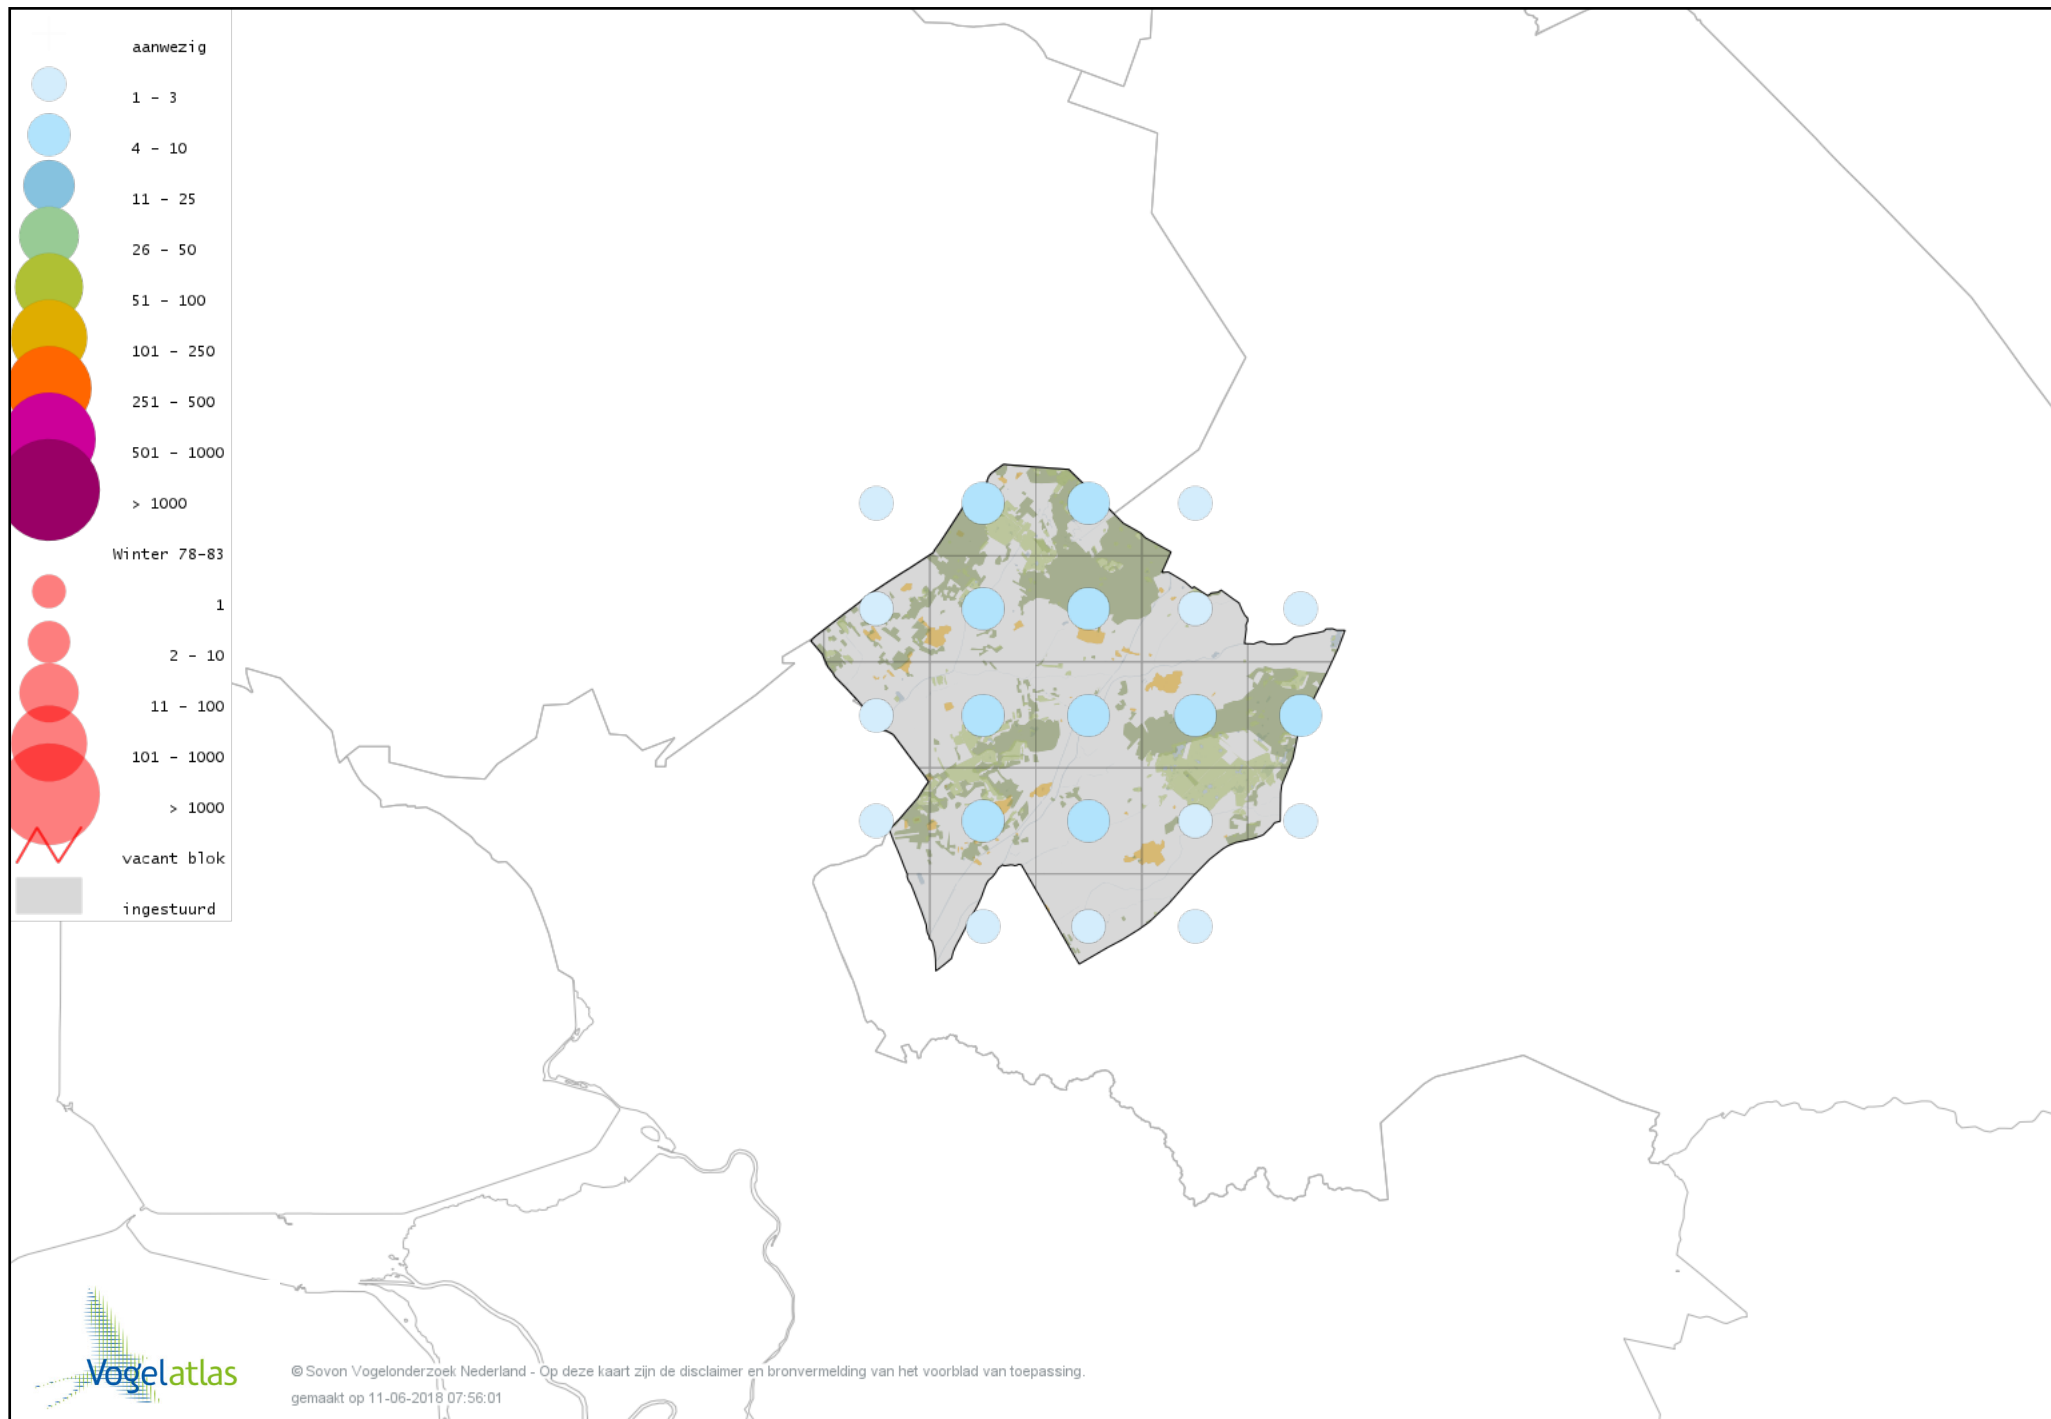 aanwezig
1 - 3
4 - 10
11 - 25
26 - 50
51 - 100
101 - 250
251 - 500
501 - 1000
> 1000
Winter 78-83
1
2 - 10
11 - 100
101 - 1000
> 1000
vacant blok
ingestuurd
Vogelatlas
© Sovon Vogelonderzoek Nederland - Op deze kaart zijn de disclaimer en bronvermelding van het voorblad van toepassing.
gemaakt op 11-06-2018 07:56:01